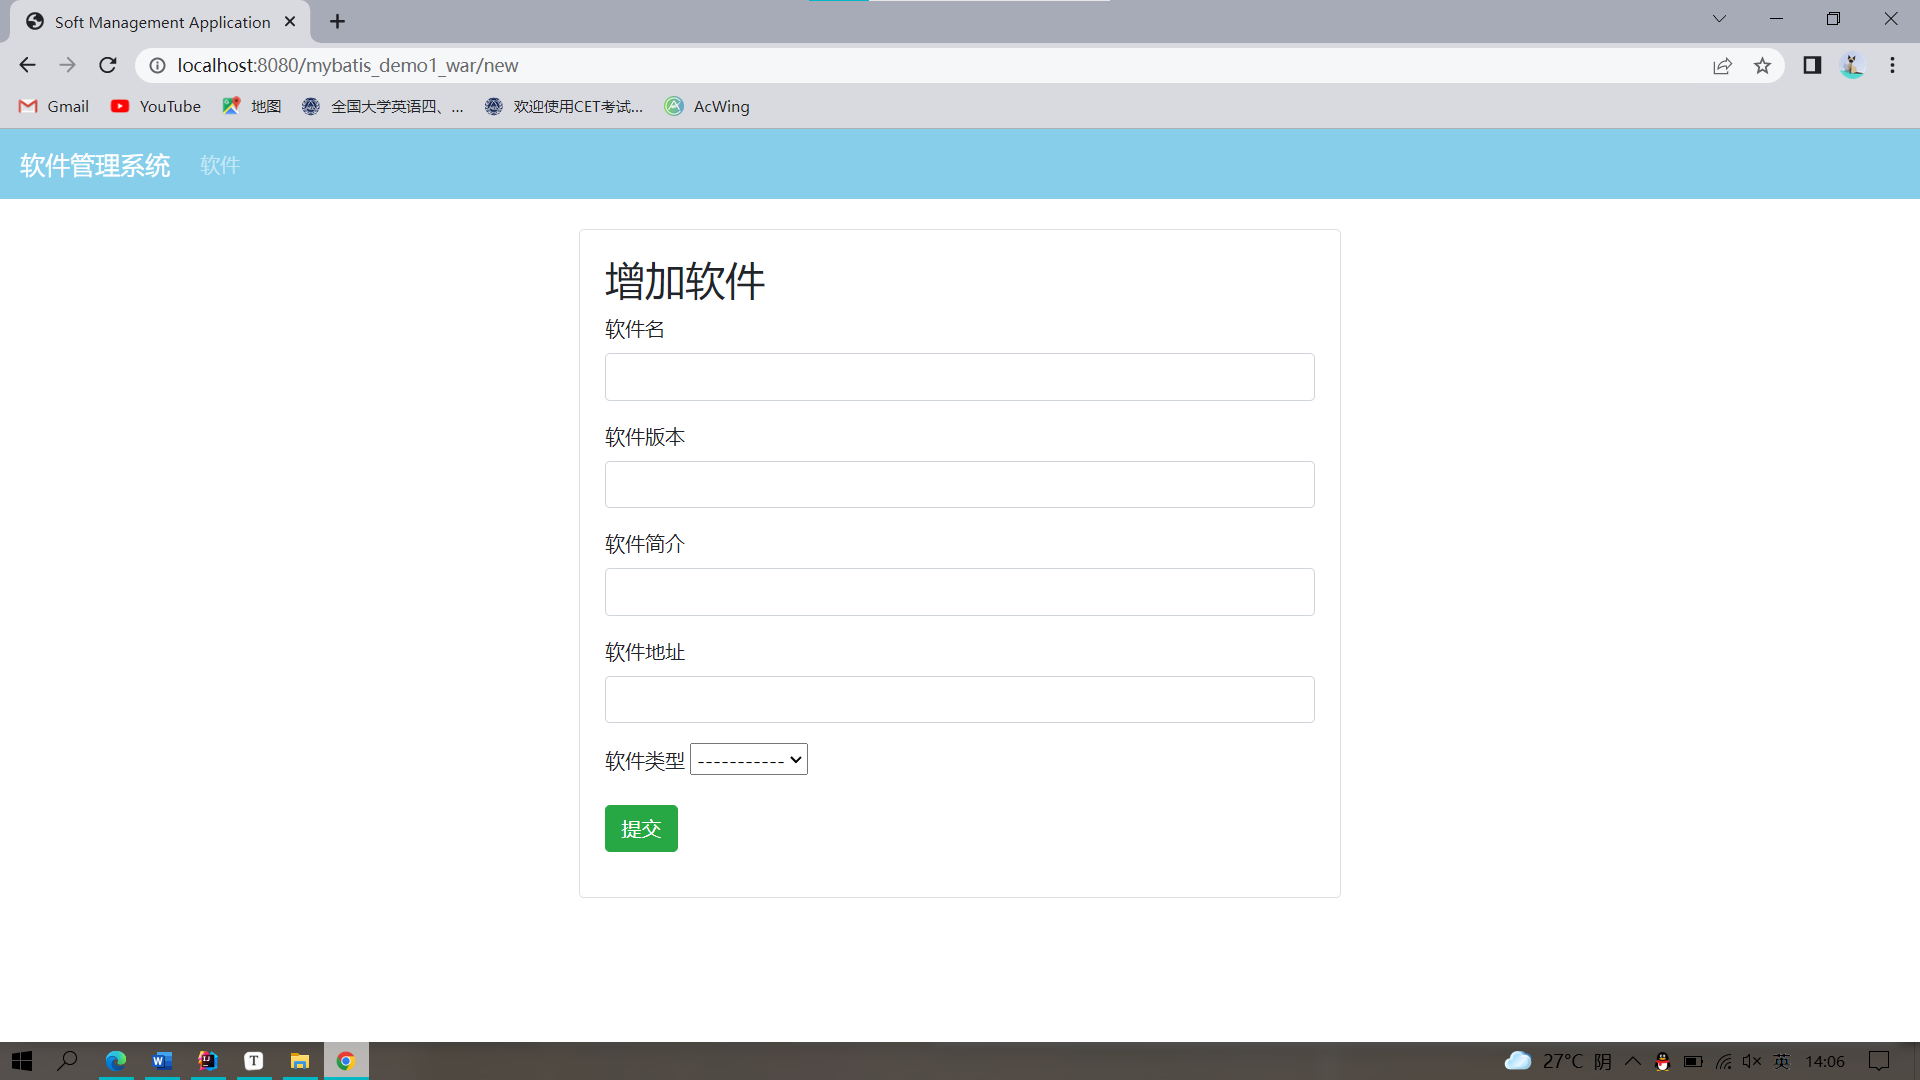 Soft Management Application
localhost:8080/mybatis_demo1_war/new
Gmail YouTube 地图 全国大学英语四、... 欢迎使用CET考试... AcWing
软件管理系统 软件
增加软件
软件名
软件版本
软件简介
软件地址
软件类型 -----------
提交
27°C 阴 英 14:06